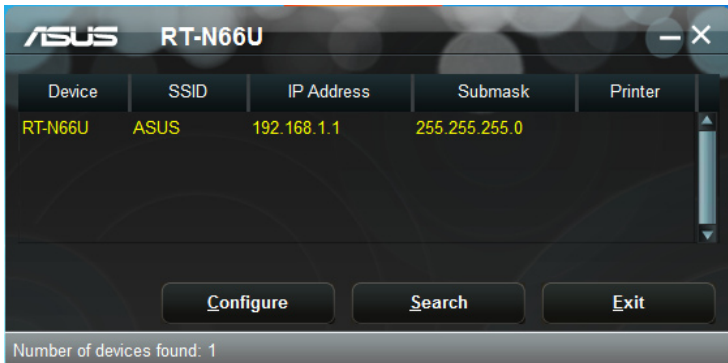 ASUS RT-N66U
Device SSID IP Address Submask Printer
RT-N66U ASUS 192.168.1.1 255.255.255.0
Configure Search Exit
Number of devices found: 1